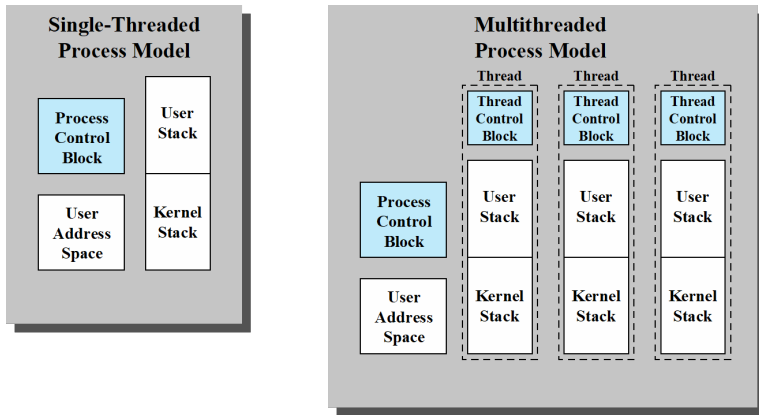 Single-Threaded
Process Model
Process
Control
Block
User
Stack
User
Address
Space
Kernel
Stack
Multithreaded
Process Model
Thread
Thread
Thread
Thread
Control
Block
Thread
Control
Block
Thread
Control
Block
Process
Control
Block
User
Stack
User
Stack
User
Stack
User
Address
Space
Kernel
Stack
Kernel
Stack
Kernel
Stack